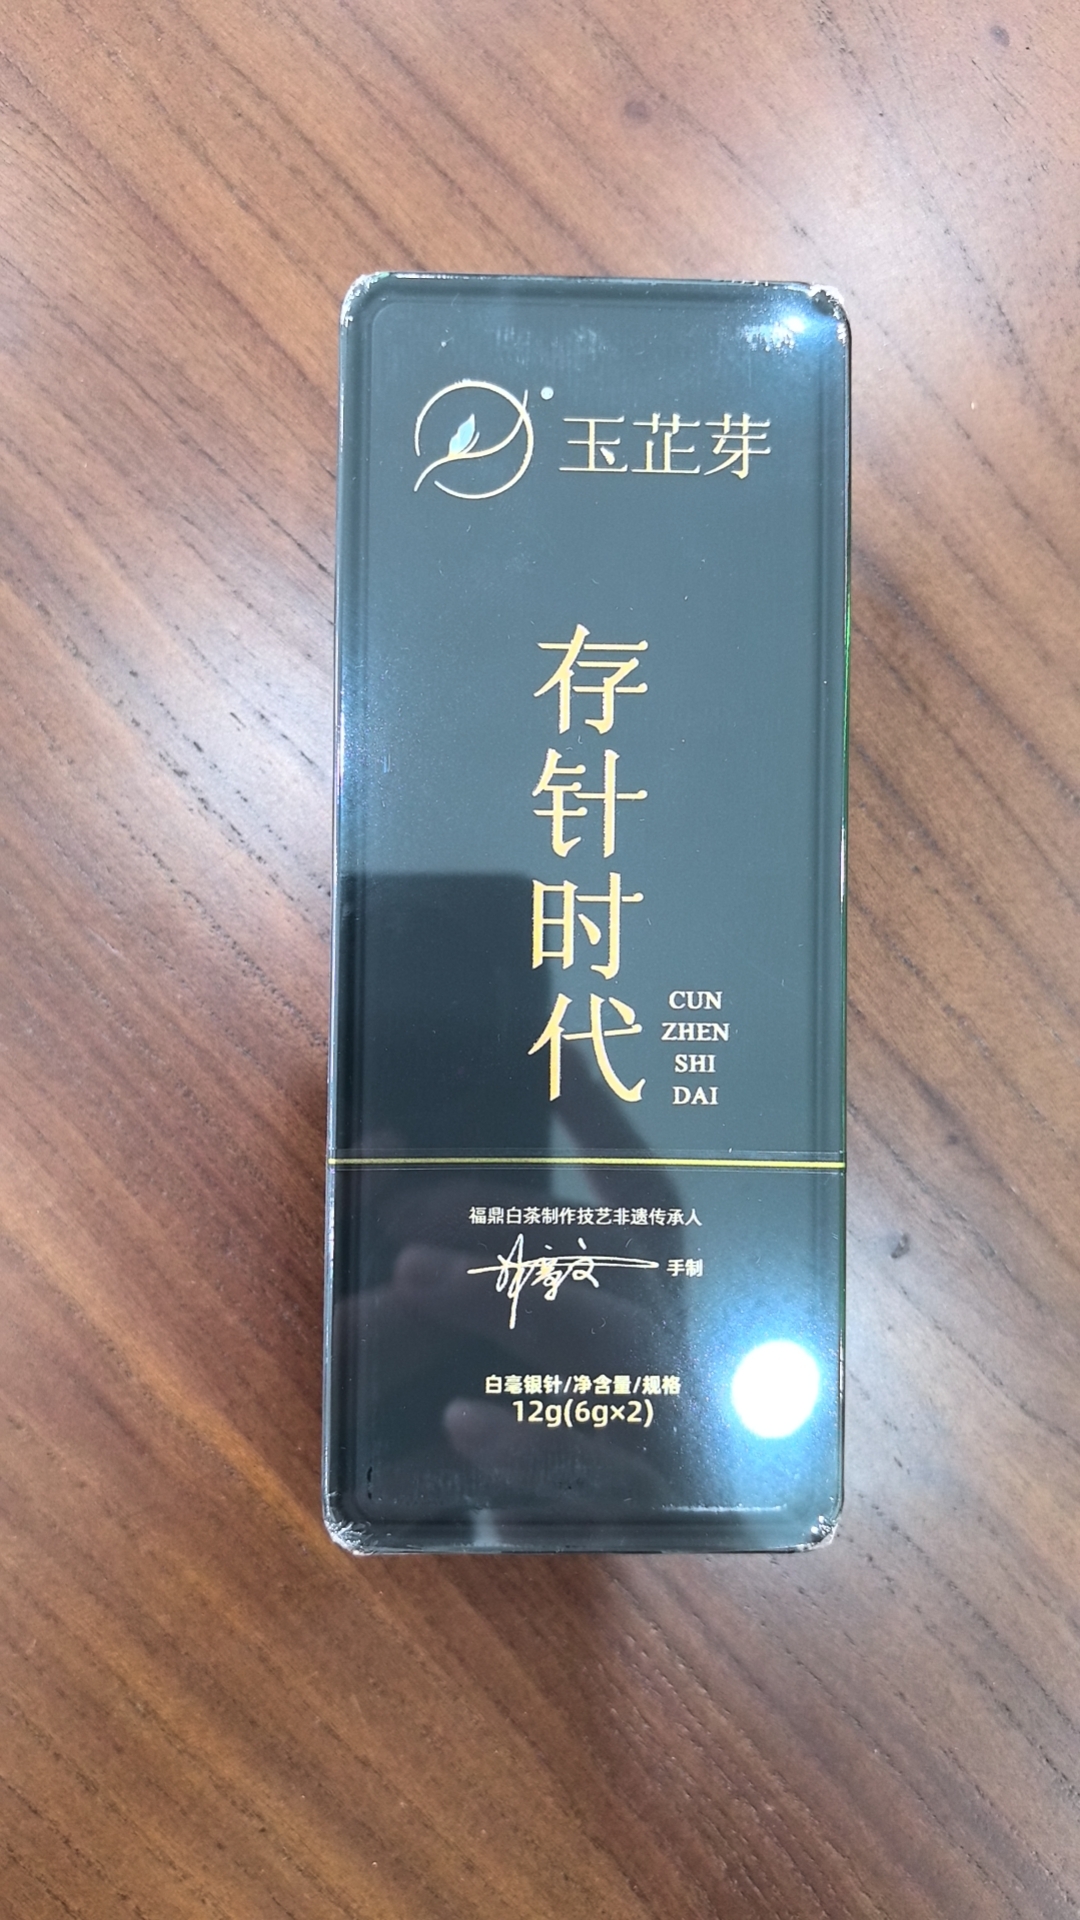 玉芷芽
存针时代
CUN
ZHEN
SHI
DAI
福鼎白茶制作技艺非遗传承人
手制
白毫银针/净含量/规格
12g(6g×2)